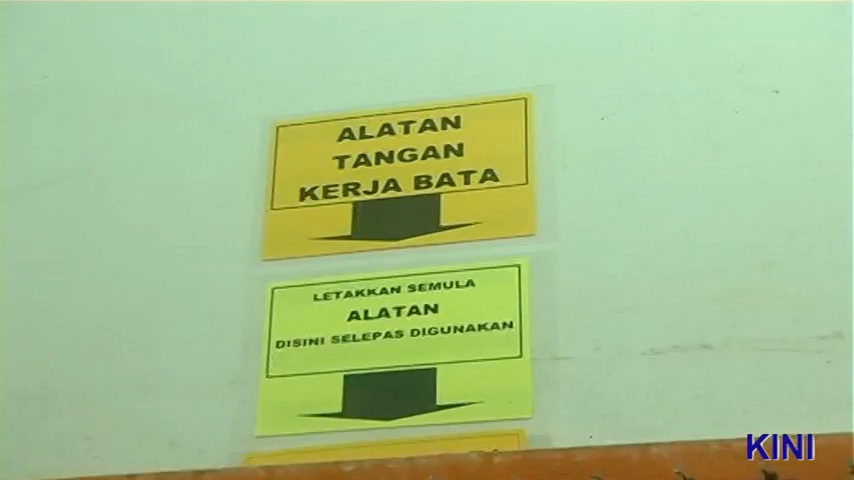 ALATAN
TANGAN
KERJA BATA
LETAKKAN SEMULA
ALATAN
DISINI SELEPAS DIGUNAKAN
KINI